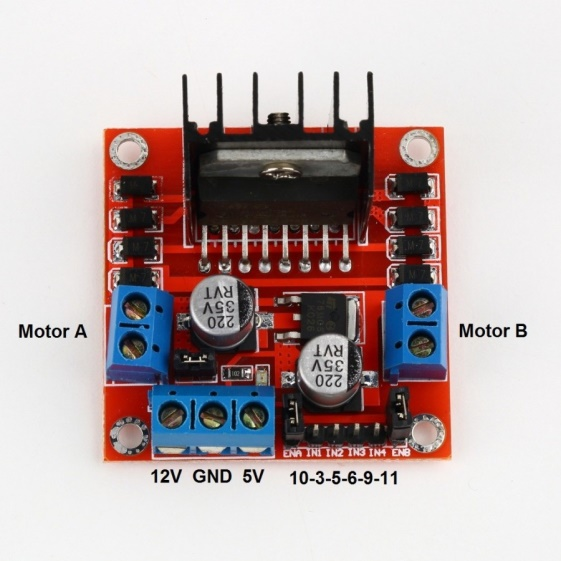 220
35V
RVT
220
35V
RVT
Motor A
Motor B
ENA IN1 IN2 IN3 IN4 ENB
12V GND 5V
10-3-5-6-9-11